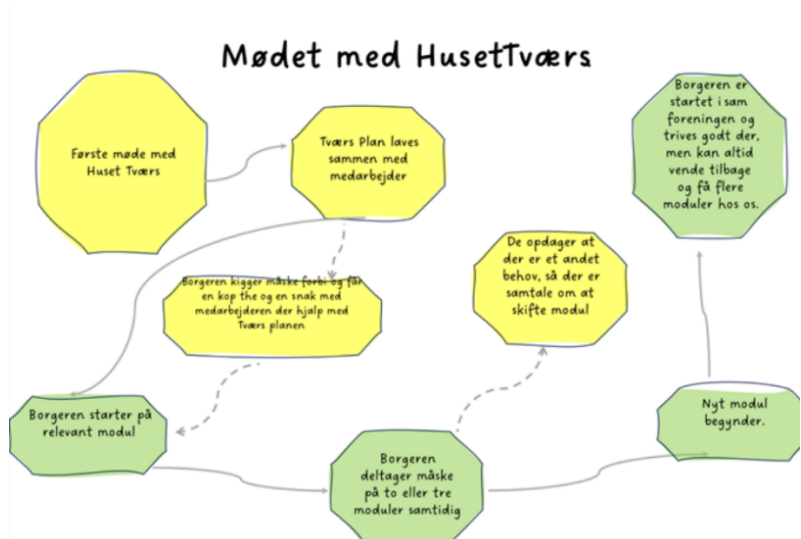 Mødet med HusetTværs
Første møde med
Huset Tværs
Tværs Plan laves
sammen med
medarbejder
Borgeren kigger måske forbi og får
en kop the og en snak med
medarbejderen der hjalp med
Tværs planen
Borgeren starter på
relevant modul
Borgeren
deltager måske
på to eller tre
moduler samtidig
De opdager at
der er et andet
behov, så der er
samtale om at
skifte modul
Nyt modul
begynder.
Borgeren er
startet i sam
foreningen og
trives godt der,
men kan altid
vende tilbage
og få flere
moduler hos os.